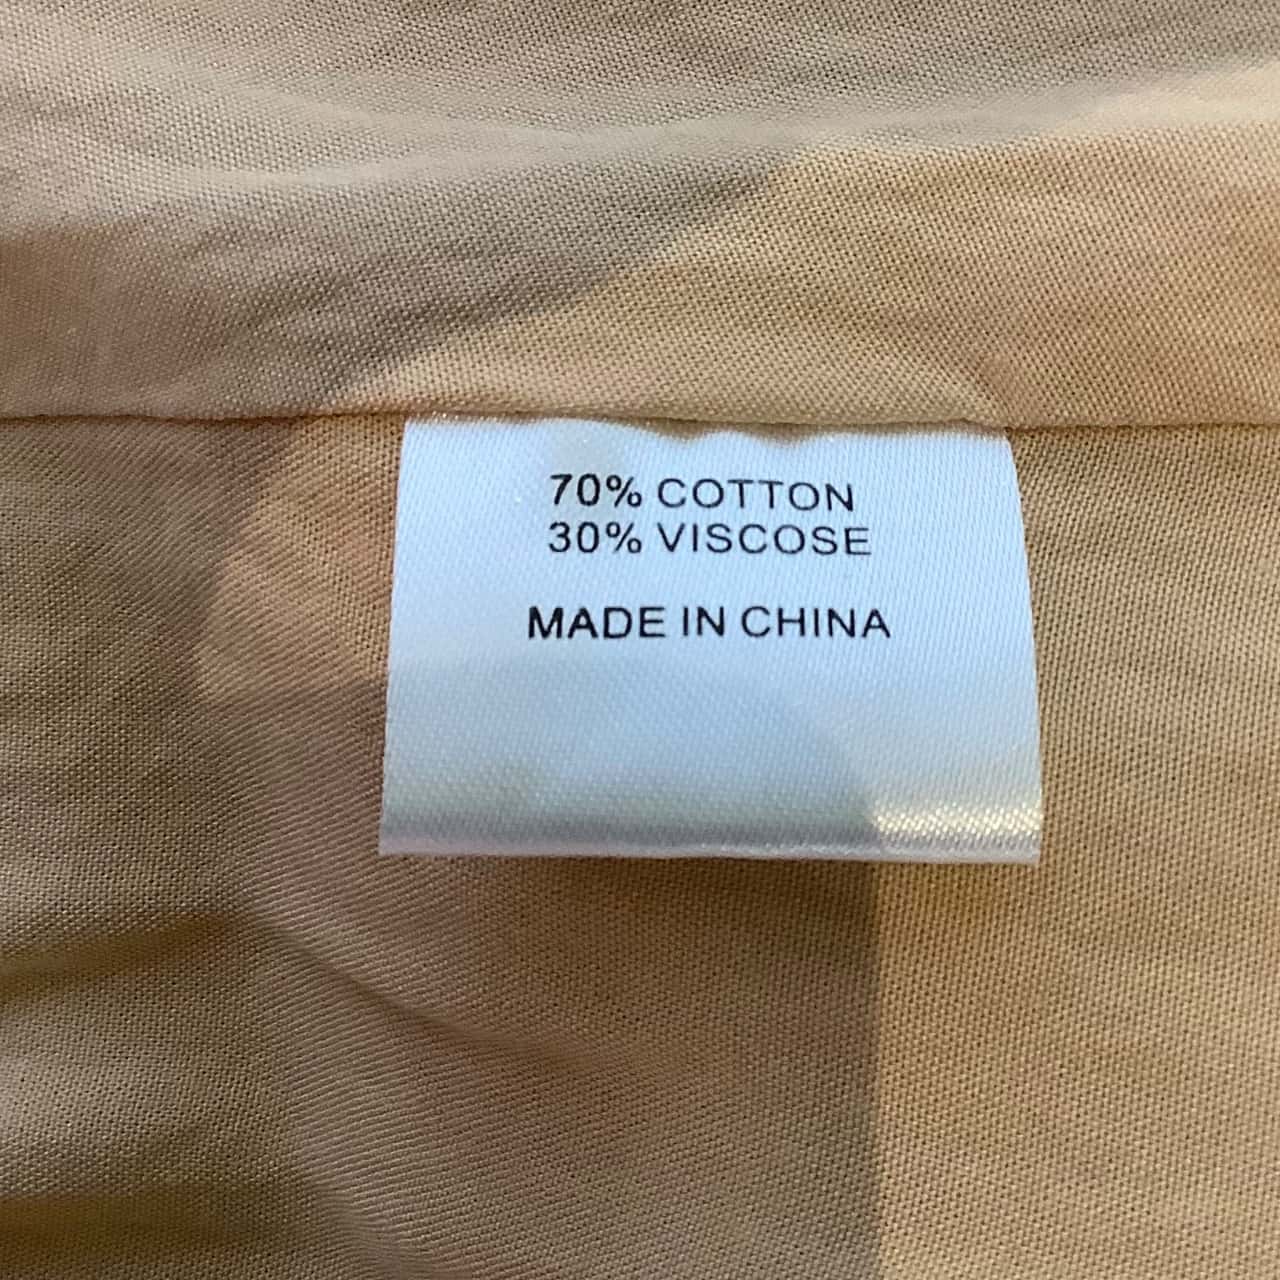 70% COTTON
30% VISCOSE
MADE IN CHINA